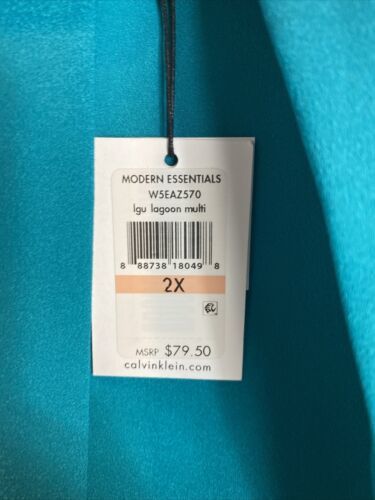 MODERN ESSENTIALS
W5EAZ570
lgu lagoon multi
8 88738 18049 8
2X
MSRP $79.50
calvinklein.com